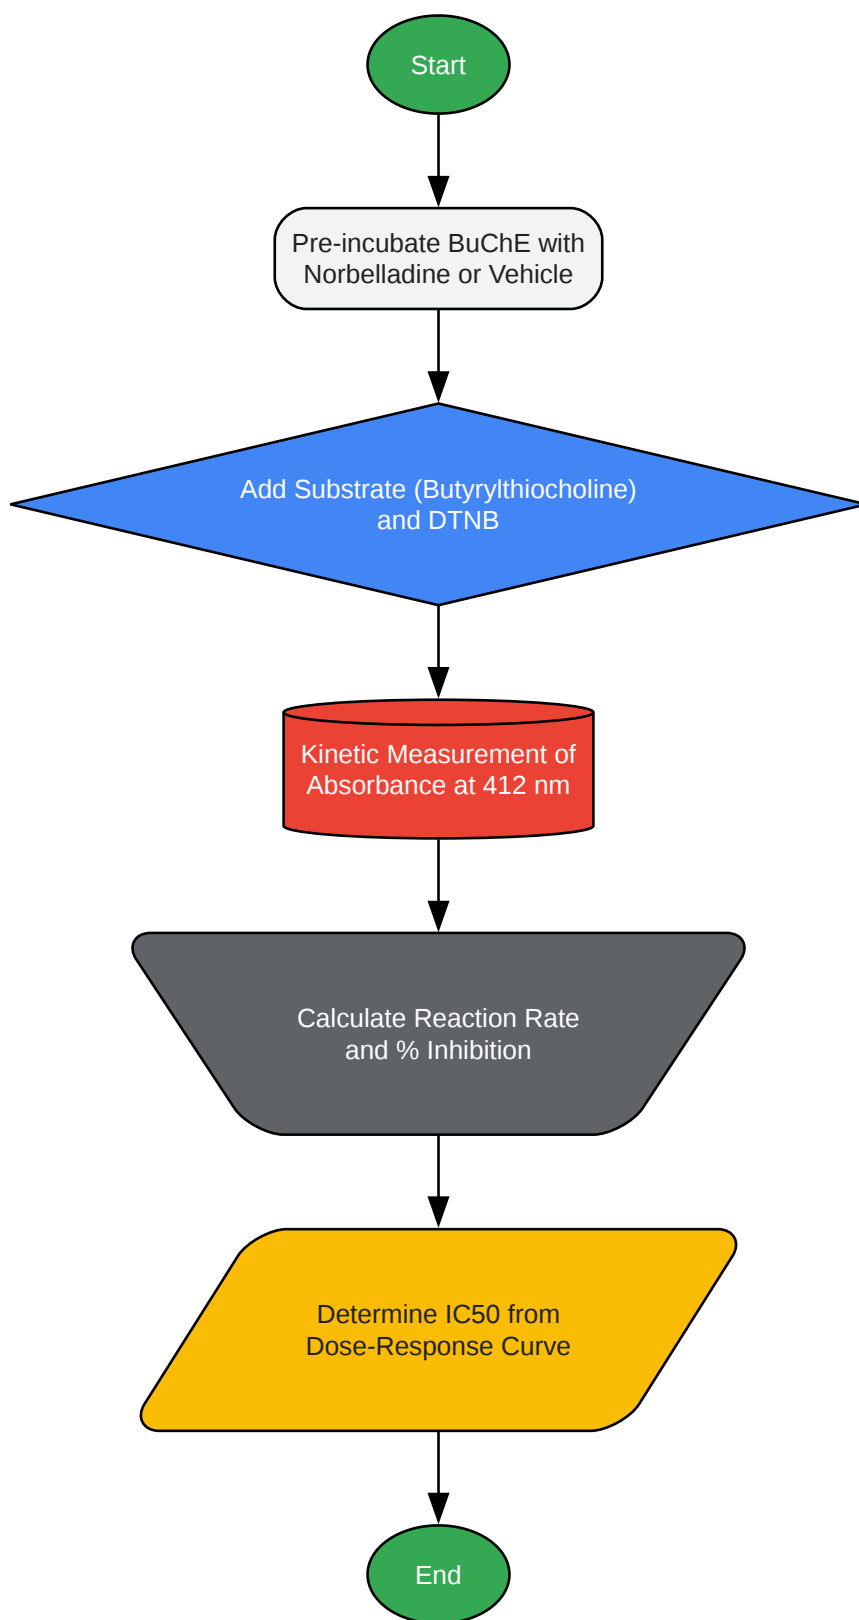 Start
Pre-incubate BuChE with
Norbelladine or Vehicle
Add Substrate (Butyrylthiocholine)
and DTNB
Kinetic Measurement of
Absorbance at 412 nm
Calculate Reaction Rate
and % Inhibition
Determine IC50 from
Dose-Response Curve
End